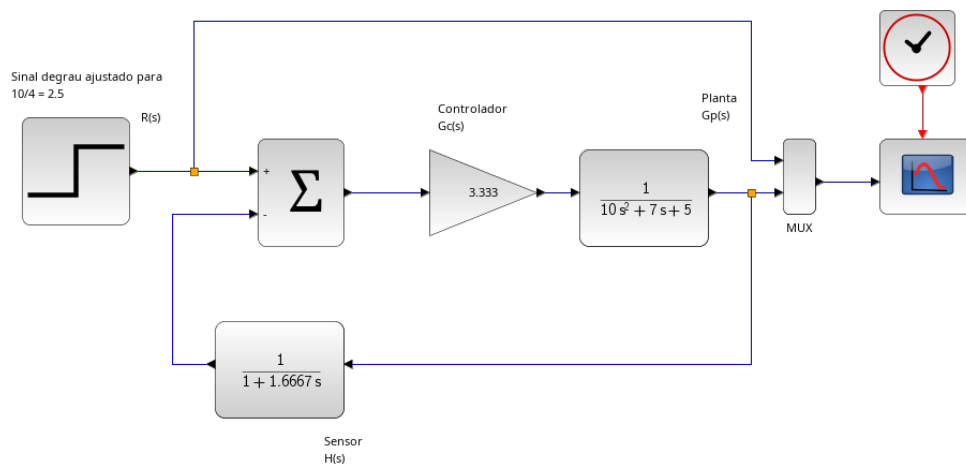 Sinal degrau ajustado para
10/4 = 2.5
R(s)
Controlador
Gc(s)
Planta
Gp(s)
+
-
Σ
3.333
1
10 s² + 7 s + 5
MUX
1
1 + 1.6667 s
Sensor
H(s)